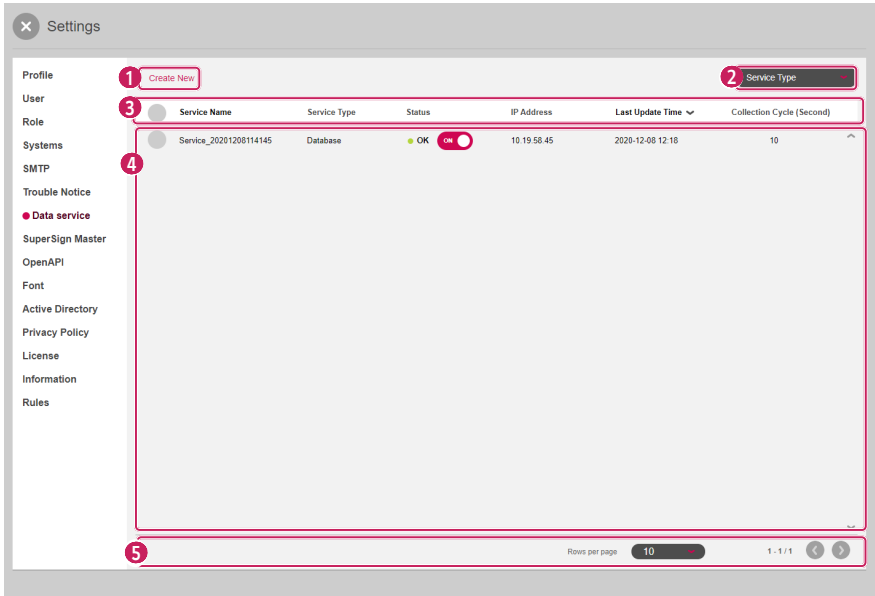 Settings
Profile
User
Role
Systems
SMTP
Trouble Notice
Data service
SuperSign Master
OpenAPI
Font
Active Directory
Privacy Policy
License
Information
Rules
1 Create New
2 Service Type
3 Service Name Service Type Status IP Address Last Update Time Collection Cycle (Second)
4 Service_20201208114145 Database OK ON 10.19.58.45 2020-12-08 12:18 10
5 Rows per page 10 1 - 1 / 1